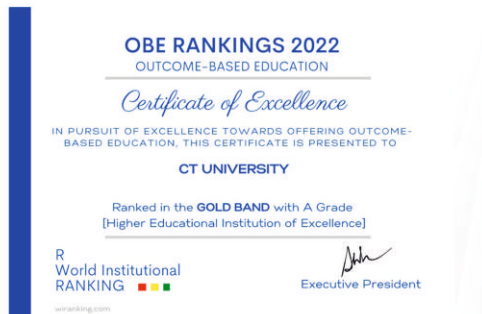 OBE RANKINGS 2022
OUTCOME-BASED EDUCATION
Certificate of Excellence
IN PURSUIT OF EXCELLENCE TOWARDS OFFERING OUTCOME-
BASED EDUCATION, THIS CERTIFICATE IS PRESENTED TO
CT UNIVERSITY
Ranked in the GOLD BAND with A Grade
[Higher Educational Institution of Excellence]
R
World Institutional
RANKING
Executive President
wiranking.com